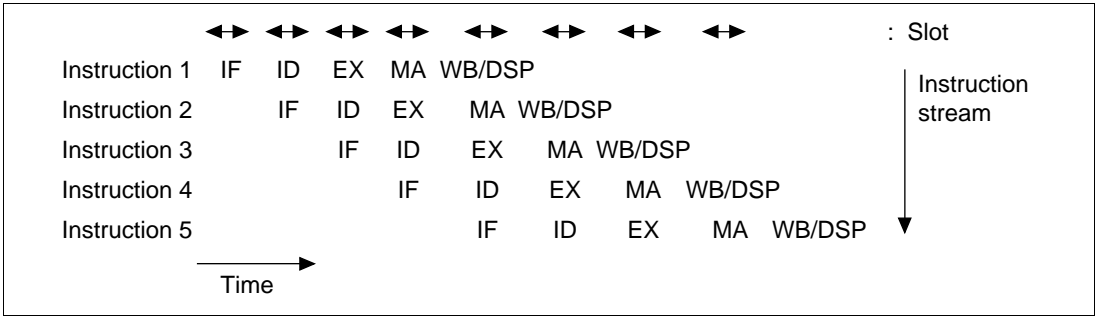 : Slot
Instruction 1 IF ID EX MA WB/DSP
Instruction 2 IF ID EX MA WB/DSP
Instruction 3 IF ID EX MA WB/DSP
Instruction 4 IF ID EX MA WB/DSP
Instruction 5 IF ID EX MA WB/DSP
Instruction
stream
Time